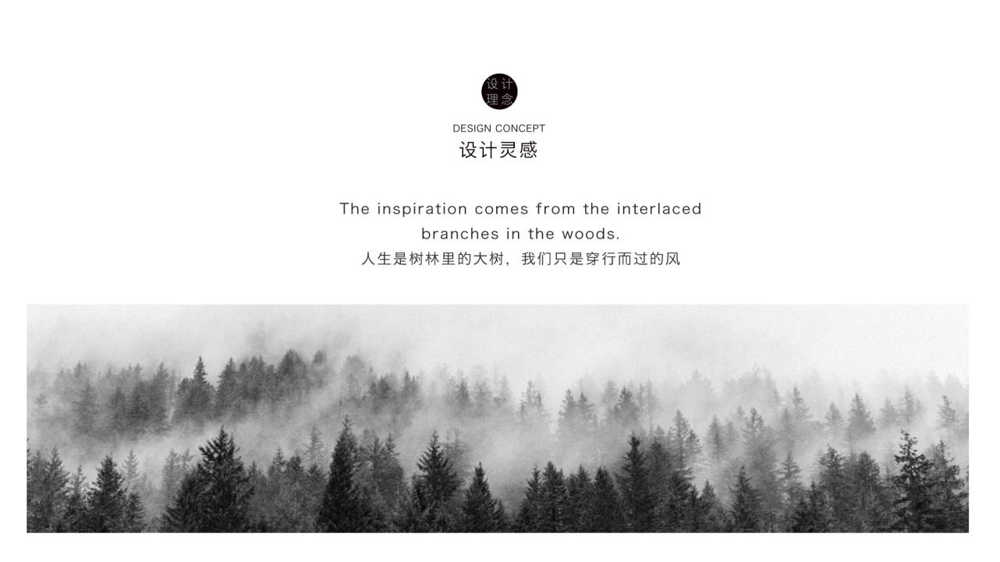 设计
理念
DESIGN CONCEPT
设计灵感
The inspiration comes from the interlaced
branches in the woods.
人生是树林里的大树，我们只是穿行而过的风